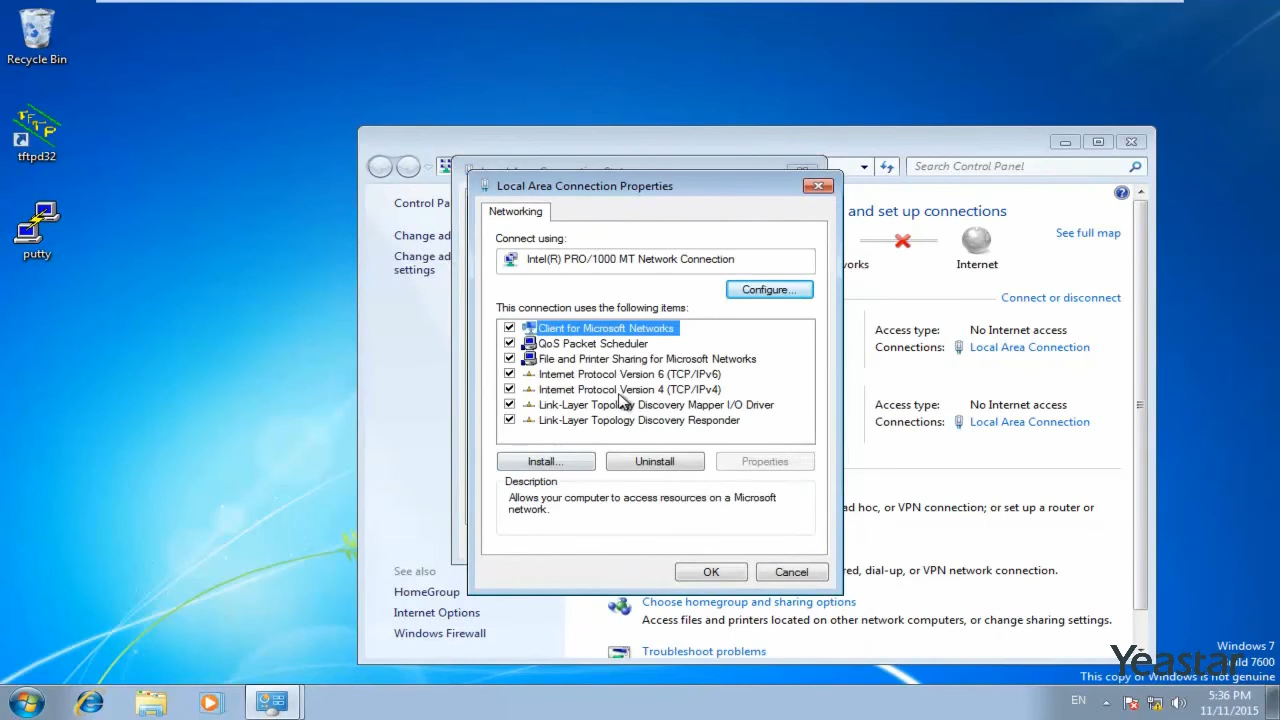 Recycle Bin
tftpd32
putty
Search Control Panel
Control Pa
Change ad
Change ad
settings
Local Area Connection Properties
Networking
Connect using:
Intel(R) PRO/1000 MT Network Connection
Configure...
This connection uses the following items:
Client for Microsoft Networks
QoS Packet Scheduler
File and Printer Sharing for Microsoft Networks
Internet Protocol Version 6 (TCP/IPv6)
Internet Protocol Version 4 (TCP/IPv4)
Link-Layer Topology Discovery Mapper I/O Driver
Link-Layer Topology Discovery Responder
Install...
Uninstall
Properties
Description
Allows your computer to access resources on a Microsoft
network.
OK
Cancel
and set up connections
See full map
works
Internet
Connect or disconnect
Access type: No Internet access
Connections: Local Area Connection
Access type: No Internet access
Connections: Local Area Connection
ad hoc, or VPN connection; or set up a router or
red, dial-up, or VPN network connection.
Choose homegroup and sharing options
Access files and printers located on other network computers, or change sharing settings.
Troubleshoot problems
See also
HomeGroup
Internet Options
Windows Firewall
Windows 7
ld 7600
This copy of Windows is not genuine
Yeastar
EN
5:36 PM
11/11/2015